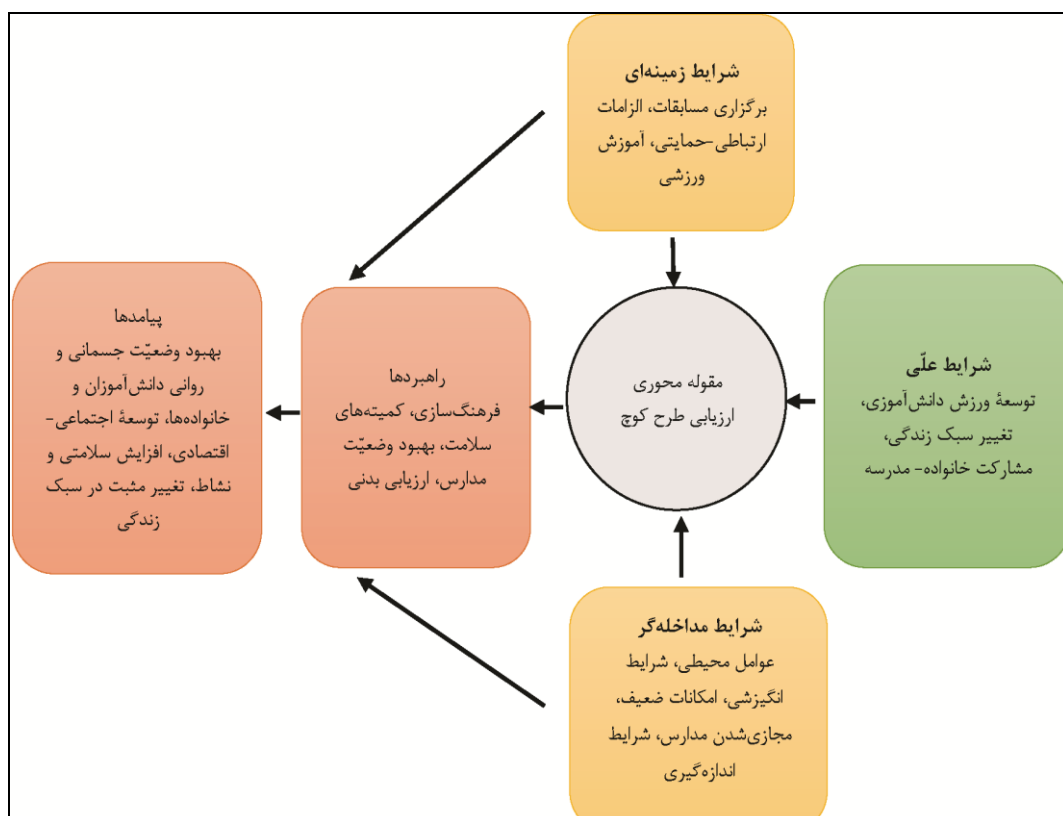 شرایط زمینه‌ای
برگزاری مسابقات، الزامات
ارتباطی-حمایتی، آموزش
ورزشی
شرایط علّی
توسعهٔ ورزش دانش‌آموزی،
تغییر سبک زندگی،
مشارکت خانواده- مدرسه
مقوله محوری
ارزیابی طرح کوچ
راهبردها
فرهنگ‌سازی، کمیته‌های
سلامت، بهبود وضعیّت
مدارس، ارزیابی بدنی
پیامدها
بهبود وضعیّت جسمانی و
روانی دانش‌آموزان و
خانواده‌ها، توسعهٔ اجتماعی-
اقتصادی، افزایش سلامتی و
نشاط، تغییر مثبت در سبک
زندگی
شرایط مداخله‌گر
عوامل محیطی، شرایط
انگیزشی، امکانات ضعیف،
مجازی‌شدن مدارس، شرایط
اندازه‌گیری